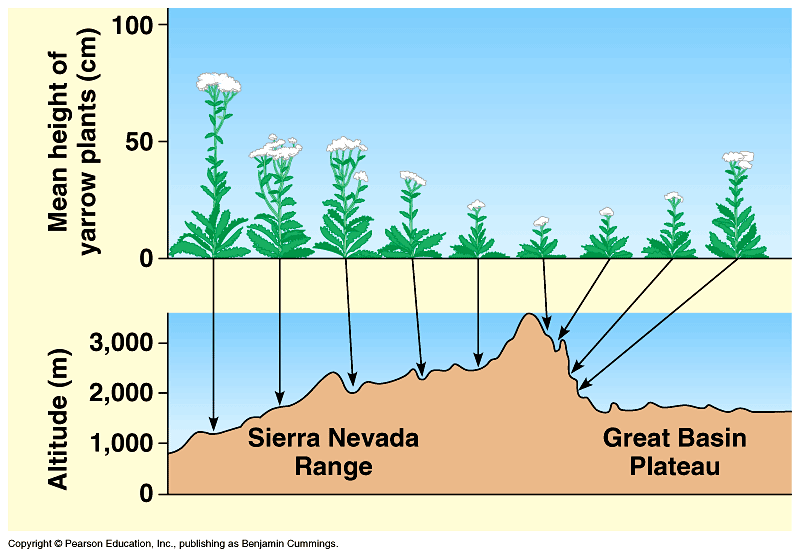 Mean height of
yarrow plants (cm)
100
50
0
Altitude (m)
3,000
2,000
1,000
0
Sierra Nevada
Range
Great Basin
Plateau
Copyright © Pearson Education, Inc., publishing as Benjamin Cummings.